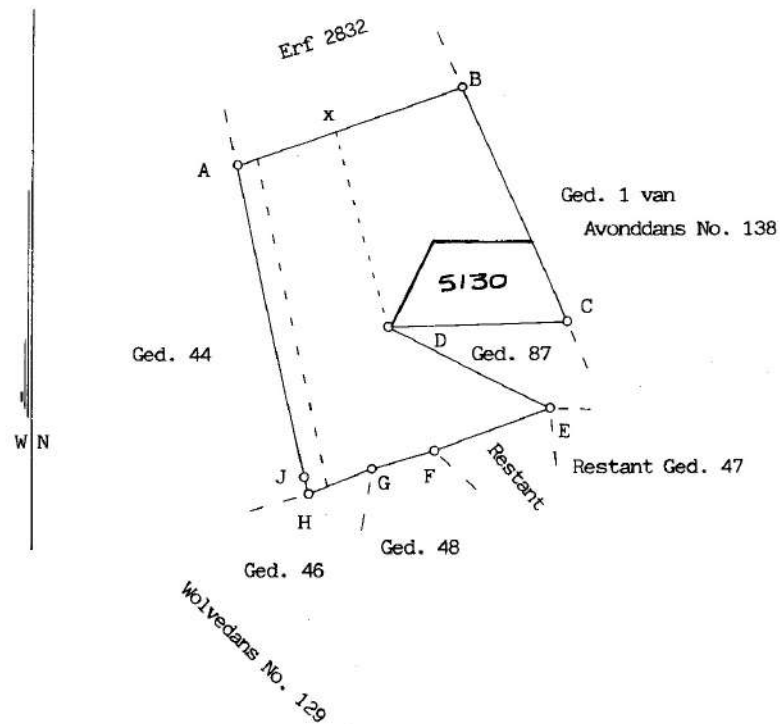 Erf 2832
B
x
A
Ged. 1 van
Avonddans No. 138
5130
C
Ged. 44
D
Ged. 87
E
W N
J
F
Restant
Restant Ged. 47
G
H
Ged. 48
Ged. 46
Wolvedans No. 129